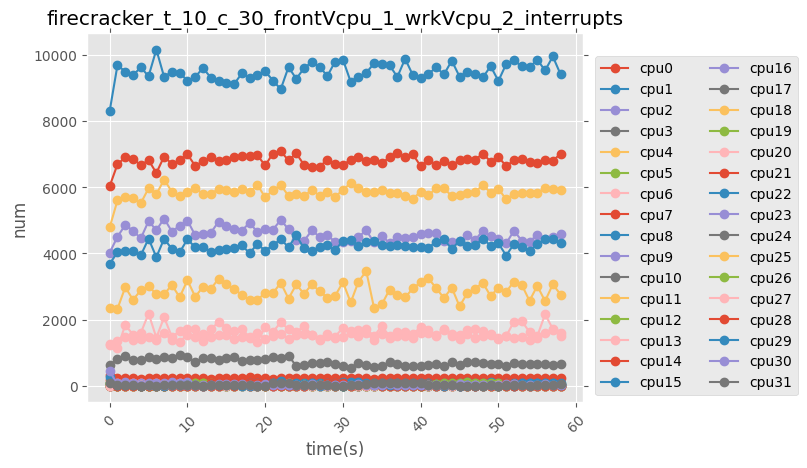 firecracker_t_10_c_30_frontVcpu_1_wrkVcpu_2_interrupts
num
10000
8000
6000
4000
2000
0
0
10
20
30
40
50
60
time(s)
cpu0
cpu1
cpu2
cpu3
cpu4
cpu5
cpu6
cpu7
cpu8
cpu9
cpu10
cpu11
cpu12
cpu13
cpu14
cpu15
cpu16
cpu17
cpu18
cpu19
cpu20
cpu21
cpu22
cpu23
cpu24
cpu25
cpu26
cpu27
cpu28
cpu29
cpu30
cpu31